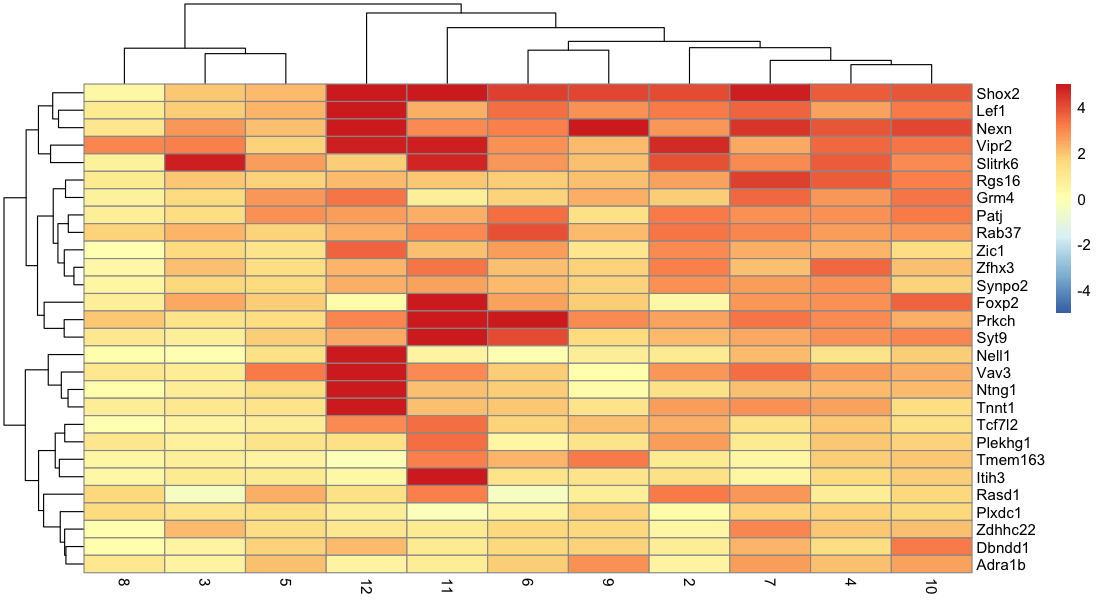 Shox2
Lef1
Nexn
Vipr2
Slitrk6
Rgs16
Grm4
Patj
Rab37
Zic1
Zfhx3
Synpo2
Foxp2
Prkch
Syt9
Nell1
Vav3
Ntng1
Tnnt1
Tcf7l2
Plekhg1
Tmem163
Itih3
Rasd1
Plxdc1
Zdhhc22
Dbndd1
Adra1b
8 3 5 12 11 6 9 2 7 4 10
4
2
0
-2
-4